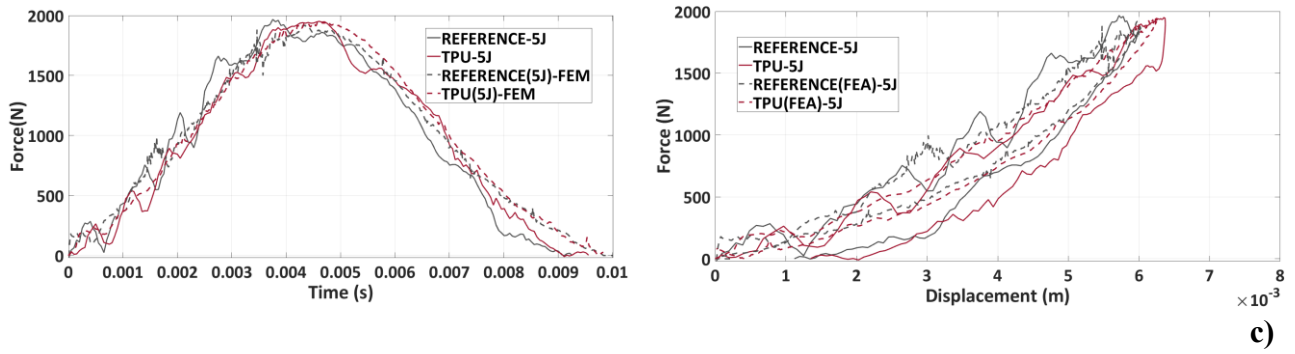 2000
1500
1000
500
0
Force(N)
REFERENCE-5J
TPU-5J
REFERENCE(5J)-FEM
TPU(5J)-FEM
0 0.001 0.002 0.003 0.004 0.005 0.006 0.007 0.008 0.009 0.01
Time (s)
2000
1500
1000
500
0
Force (N)
REFERENCE-5J
TPU-5J
REFERENCE(FEA)-5J
TPU(FEA)-5J
0 1 2 3 4 5 6 7 8
Displacement (m)
×10⁻³
c)